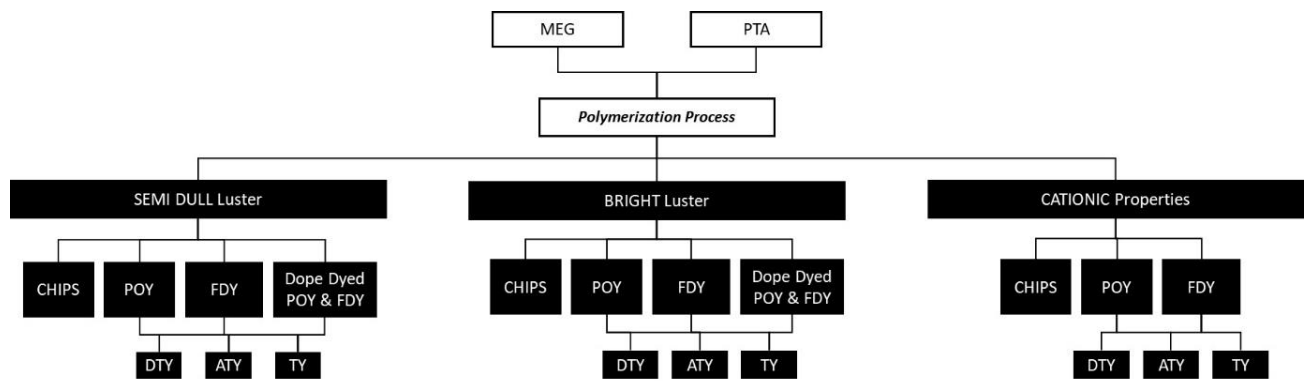 MEG
PTA
Polymerization Process
SEMI DULL Luster
BRIGHT Luster
CATIONIC Properties
CHIPS
POY
FDY
Dope Dyed
POY & FDY
CHIPS
POY
FDY
Dope Dyed
POY & FDY
CHIPS
POY
FDY
DTY
ATY
TY
DTY
ATY
TY
DTY
ATY
TY